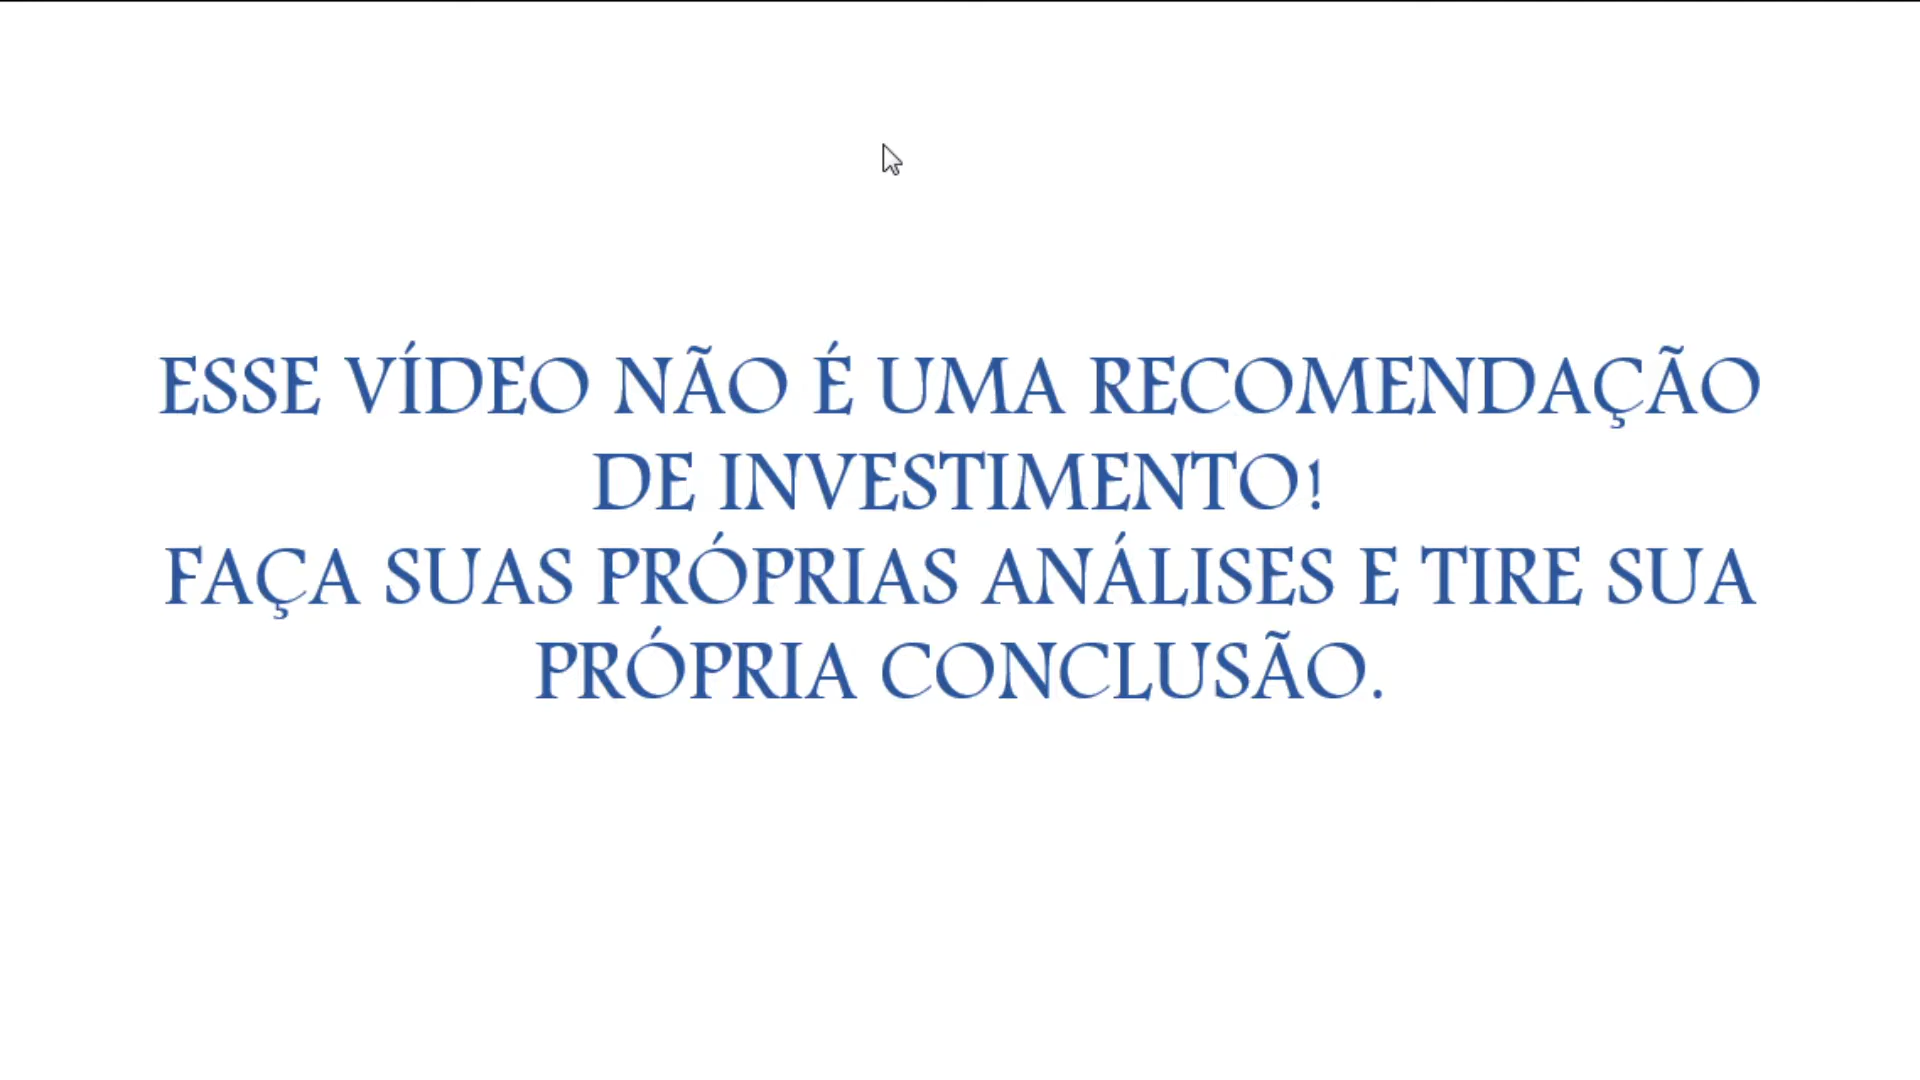 ESSE VÍDEO NÃO É UMA RECOMENDAÇÃO
DE INVESTIMENTO!
FAÇA SUAS PRÓPRIAS ANÁLISES E TIRE SUA
PRÓPRIA CONCLUSÃO.